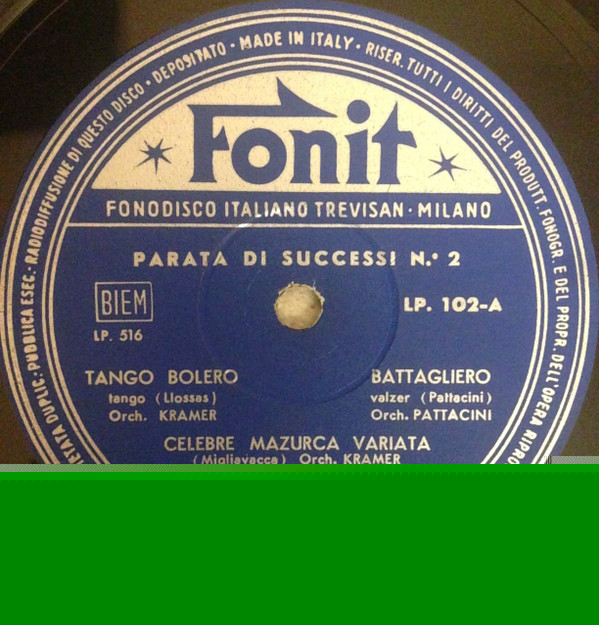 VIETATA DUPLIC. PUBBLICA ESEC. RADIODIFFUSIONE DI QUESTO DISCO · DEPOSITATO · MADE IN ITALY · RISER. TUTTI I DIRITTI DEL PRODUTT. FONOGR. E DEL PROPR. DELL'OPERA
Fonit
FONODISCO ITALIANO TREVISAN · MILANO
PARATA DI SUCCESSI N.° 2
BIEM
LP. 102-A
LP. 516
TANGO BOLERO
tango (Llossas)
Orch. KRAMER
BATTAGLIERO
valzer (Pattacini)
Orch. PATTACINI
CELEBRE MAZURCA VARIATA
(Migliavacca) Orch. KRAMER